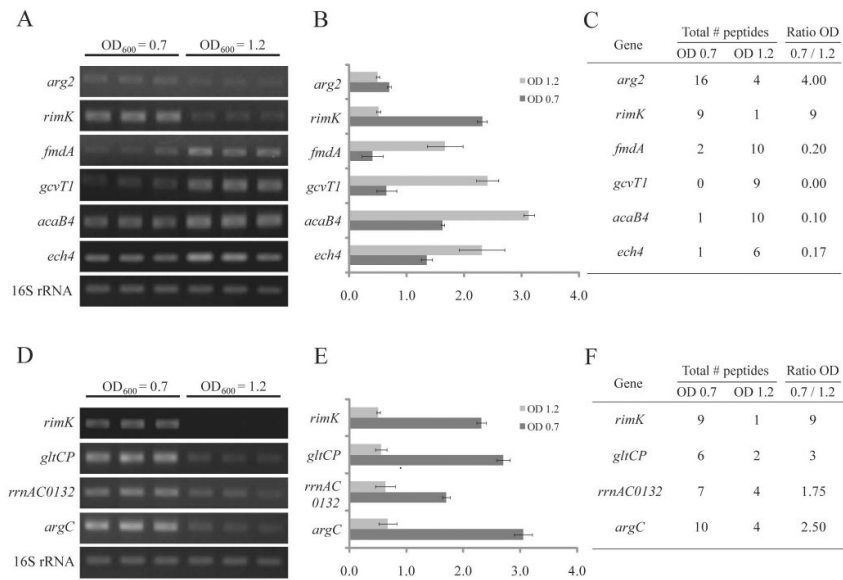 A
OD600 = 0.7 OD600 = 1.2
arg2
rimK
fmdA
gcvT1
acaB4
ech4
16S rRNA
B
OD 1.2
OD 0.7
arg2
rimK
fmdA
gcvT1
acaB4
ech4
0.0 1.0 2.0 3.0 4.0
C
Gene Total # peptides Ratio OD
OD 0.7 OD 1.2 0.7 / 1.2
arg2 16 4 4.00
rimK 9 1 9
fmdA 2 10 0.20
gcvT1 0 9 0.00
acaB4 1 10 0.10
ech4 1 6 0.17
D
OD600 = 0.7 OD600 = 1.2
rimK
gltCP
rrnAC0132
argC
16S rRNA
E
OD 1.2
OD 0.7
rimK
gltCP
rrnAC
0132
argC
0.0 1.0 2.0 3.0 4.0
F
Gene Total # peptides Ratio OD
OD 0.7 OD 1.2 0.7 / 1.2
rimK 9 1 9
gltCP 6 2 3
rrnAC0132 7 4 1.75
argC 10 4 2.50